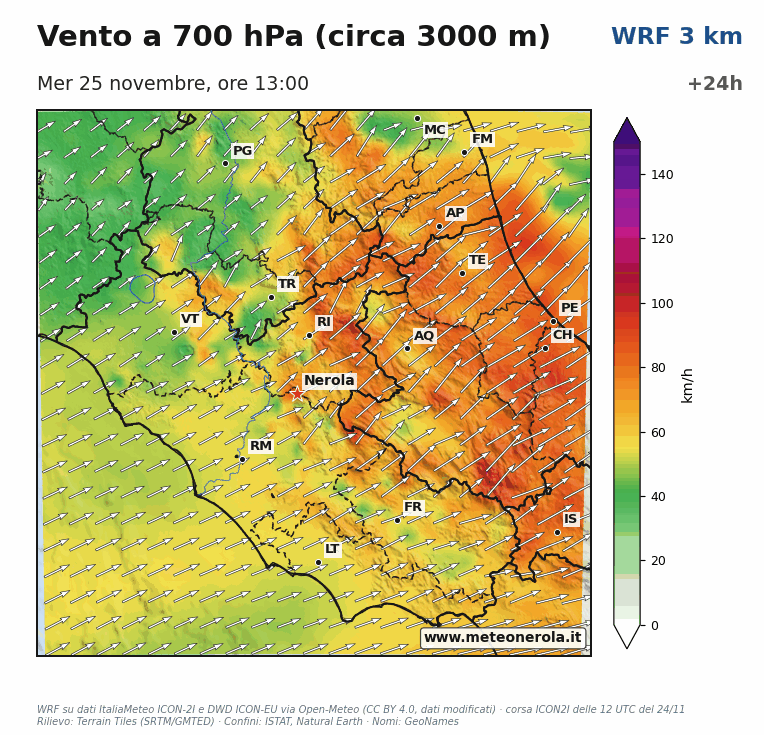 Vento a 700 hPa (circa 3000 m)
WRF 3 km
Mer 25 novembre, ore 13:00
+24h
MC
FM
PG
AP
TE
TR
PE
VT
RI
AQ
CH
Nerola
RM
FR
IS
LT
www.meteonerola.it
140
120
100
80
60
40
20
0
km/h
WRF su dati ItaliaMeteo ICON-2I e DWD ICON-EU via Open-Meteo (CC BY 4.0, dati modificati) · corsa ICON2I delle 12 UTC del 24/11
Rilievo: Terrain Tiles (SRTM/GMTED) · Confini: ISTAT, Natural Earth · Nomi: GeoNames